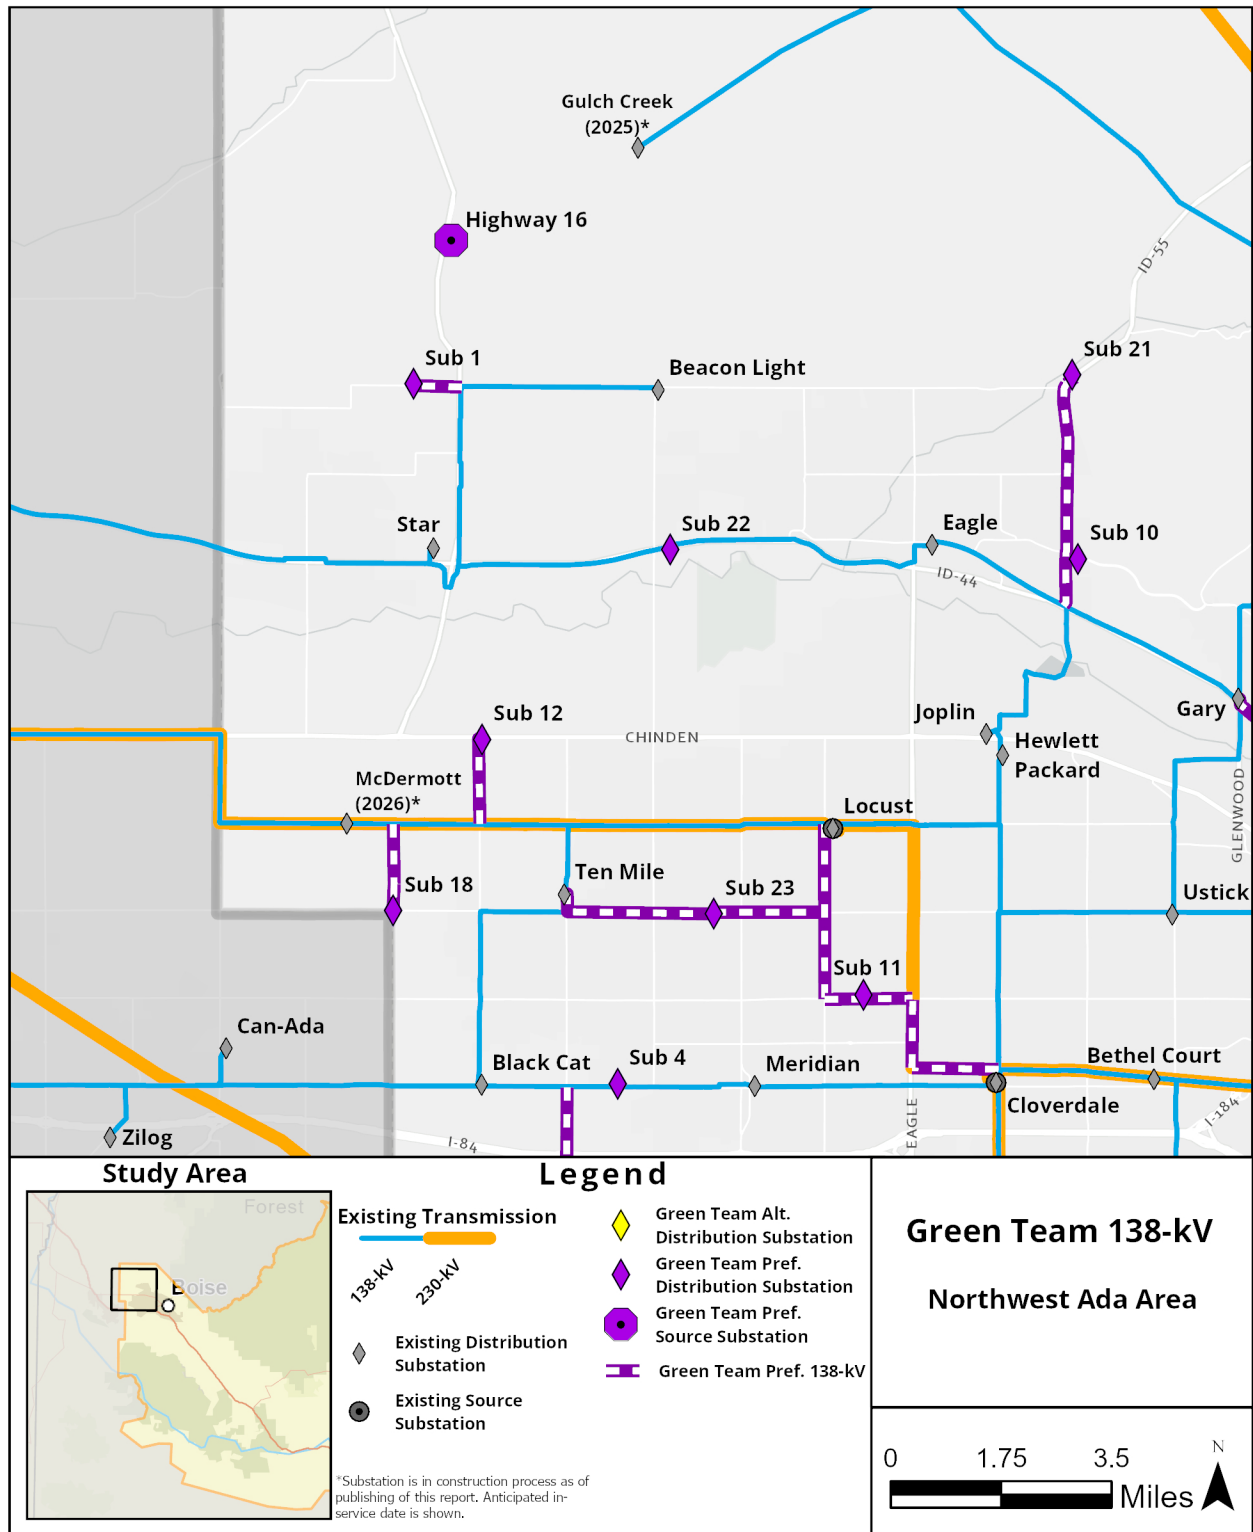 Gulch Creek
(2025)*
Highway 16
ID-55
Sub 1
Beacon Light
Sub 21
Star
Sub 22
Eagle
Sub 10
ID-44
Sub 12
CHINDEN
Joplin
Gary
Hewlett
Packard
McDermott
(2026)*
Locust
GLENWOOD
Ten Mile
Sub 18
Sub 23
Ustick
Sub 11
Can-Ada
Black Cat
Sub 4
Meridian
Bethel Court
Cloverdale
EAGLE
I-184
Zilog
I-84
Study Area
Forest
Boise
Legend
Existing Transmission
138-kV
230-kV
Existing Distribution
Substation
Existing Source
Substation
Green Team Alt.
Distribution Substation
Green Team Pref.
Distribution Substation
Green Team Pref.
Source Substation
Green Team Pref. 138-kV
*Substation is in construction process as of
publishing of this report. Anticipated in-
service date is shown.
Green Team 138-kV
Northwest Ada Area
0 1.75 3.5
Miles
N